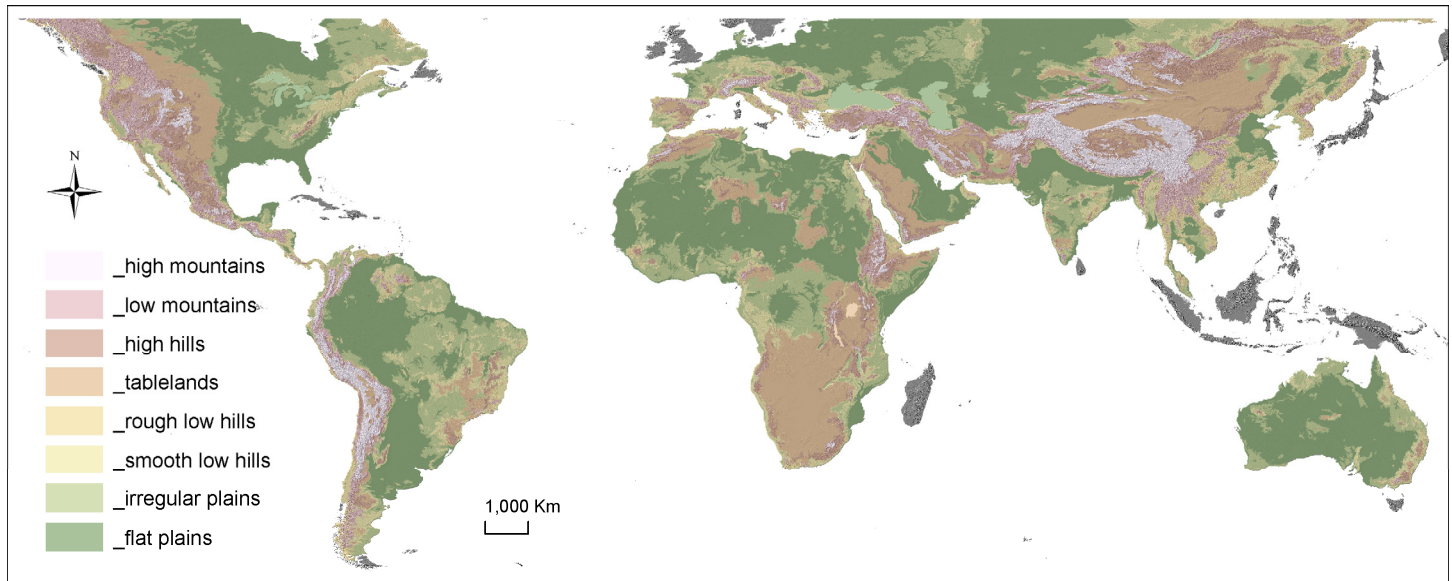 N
_high mountains
_low mountains
_high hills
_tablelands
_rough low hills
_smooth low hills
_irregular plains
_flat plains
1,000 Km